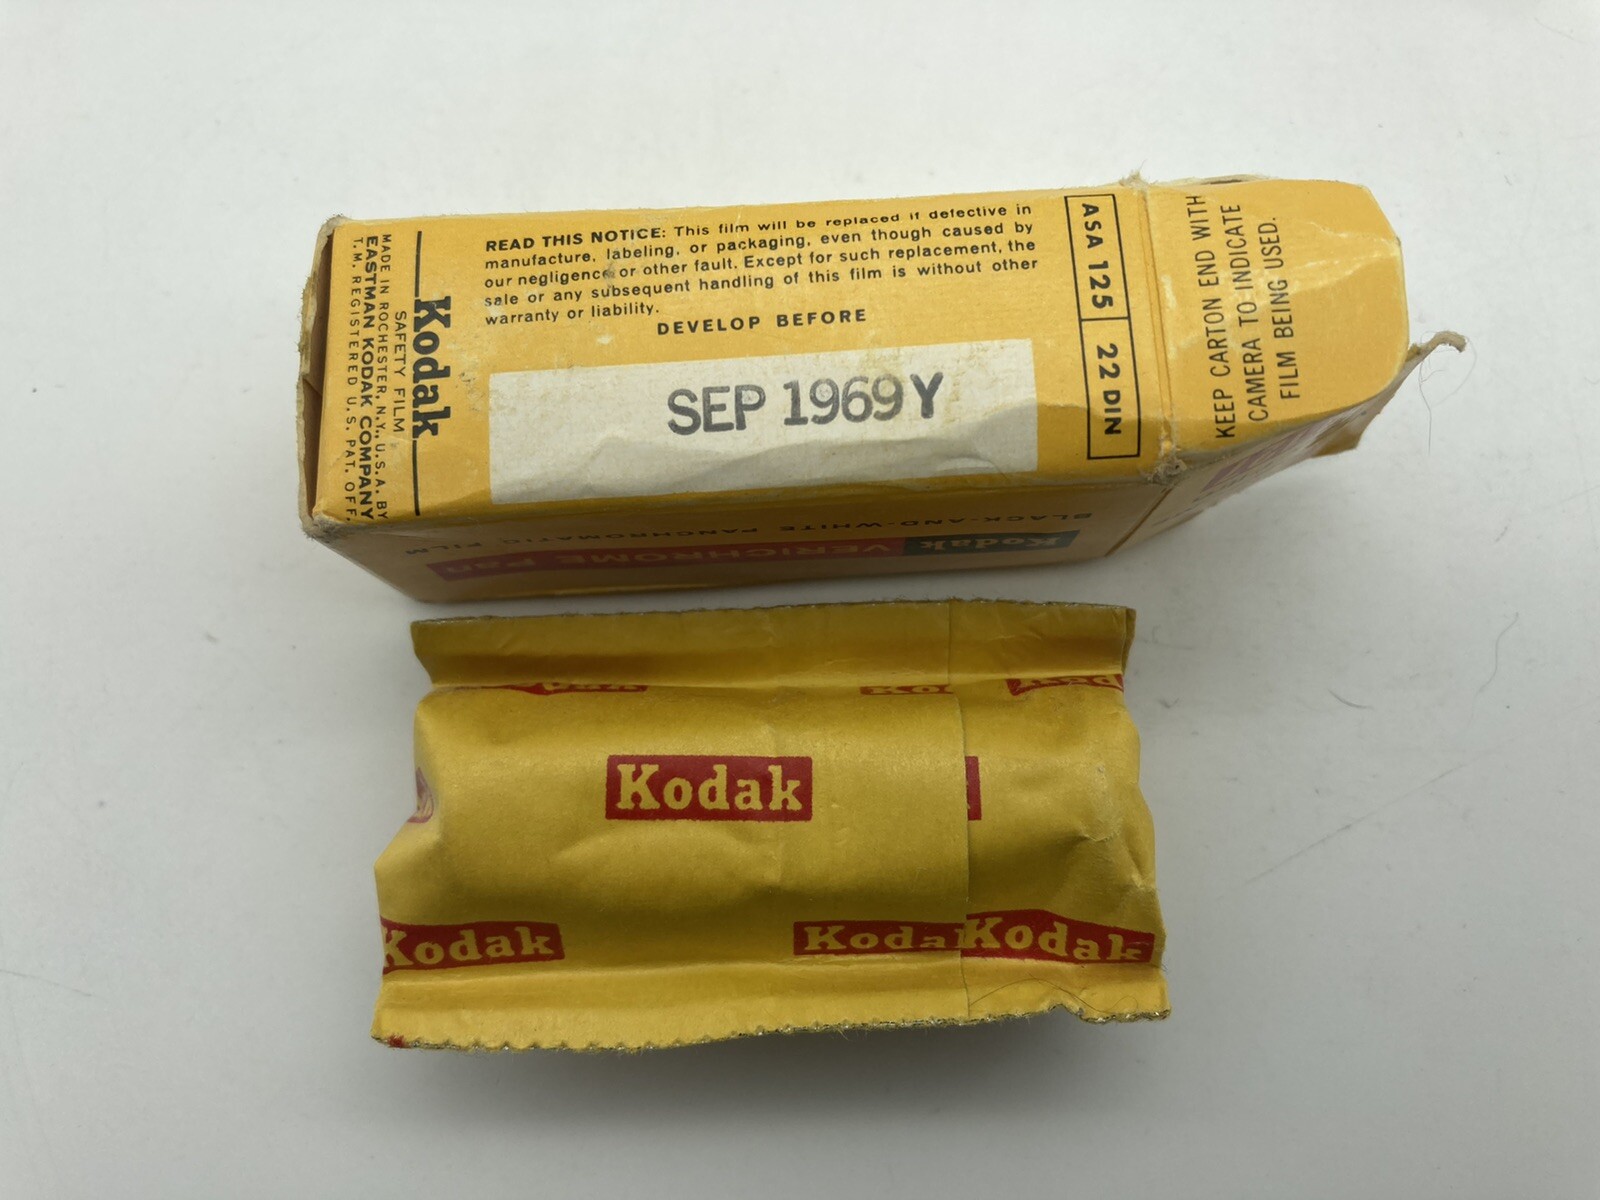 READ THIS NOTICE: This film will be replaced if defective in
manufacture, labeling, or packaging, even though caused by
our negligence or other fault. Except for such replacement, the
sale or any subsequent handling of this film is without other
warranty or liability.
DEVELOP BEFORE
SEP 1969 Y
ASA 125 22 DIN
KEEP CARTON END WITH
CAMERA TO INDICATE
FILM BEING USED.
Kodak
SAFETY FILM
MADE IN ROCHESTER, N.Y., U.S.A. BY
EASTMAN KODAK COMPANY
T.M. REGISTERED U.S. PAT. OFF.
BLACK-AND-WHITE PANCHROMATIC FILM
Kodak VERICHROME Pan
Kodak
Kodak
Kodak
Kodak